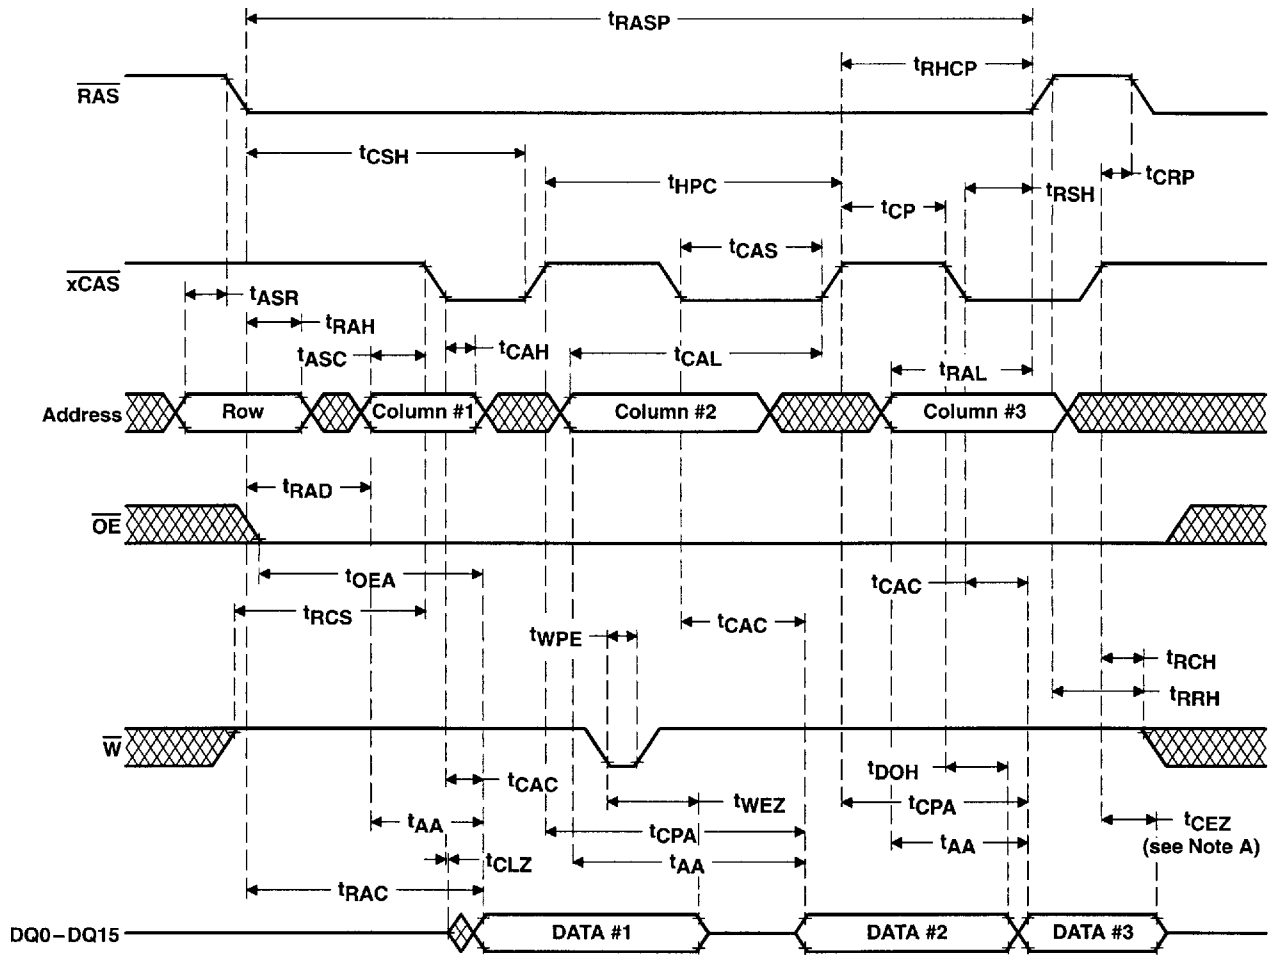 tRASP
tRHCP
RAS
tCSH
tHPC
tCRP
tRSH
tCP
tCAS
xCAS
tASR
tRAH
tASC
tCAH
tCAL
tRAL
Address
Row
Column #1
Column #2
Column #3
tRAD
OE
tOEA
tCAC
tRCS
tCAC
tWPE
tRCH
tRRH
W
tDOH
tCAC
tWEZ
tCPA
tAA
tCPA
tCEZ
(see Note A)
tAA
tCLZ
tAA
tRAC
DQ0–DQ15
DATA #1
DATA #2
DATA #3